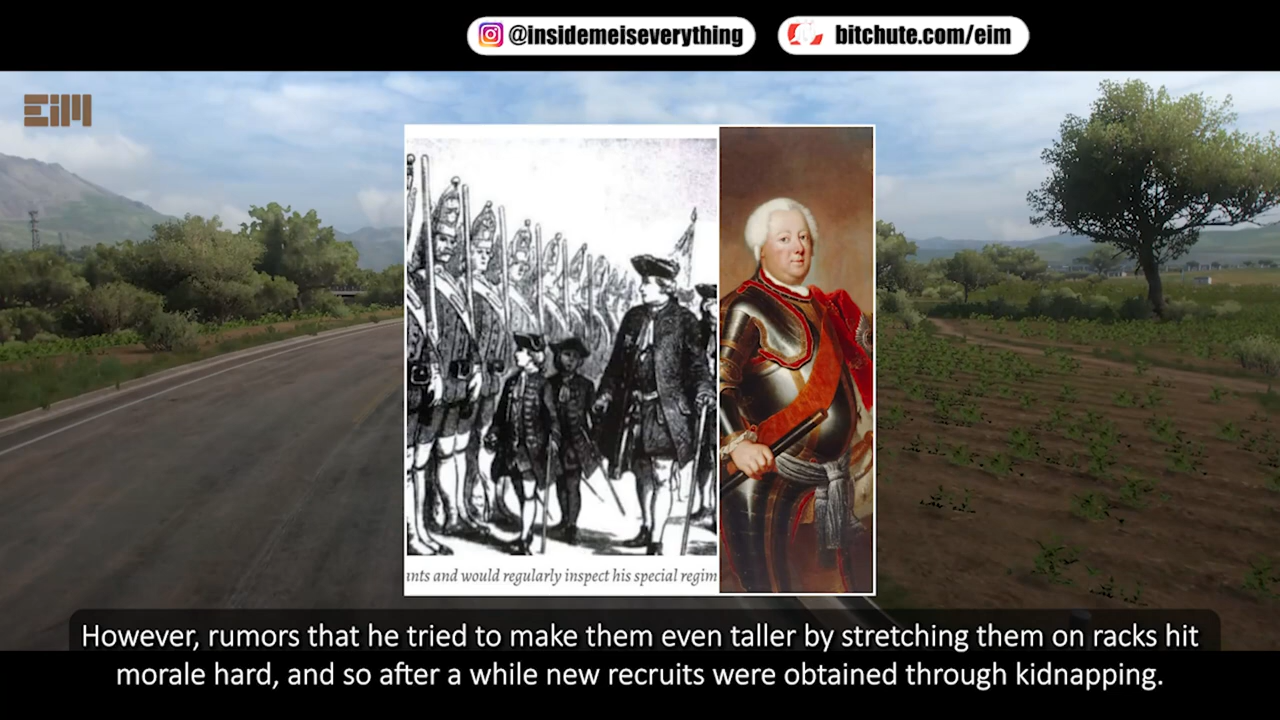 @insidemeiseverything
bitchute.com/eim
EiM
nts and would regularly inspect his special regim
However, rumors that he tried to make them even taller by stretching them on racks hit
morale hard, and so after a while new recruits were obtained through kidnapping.